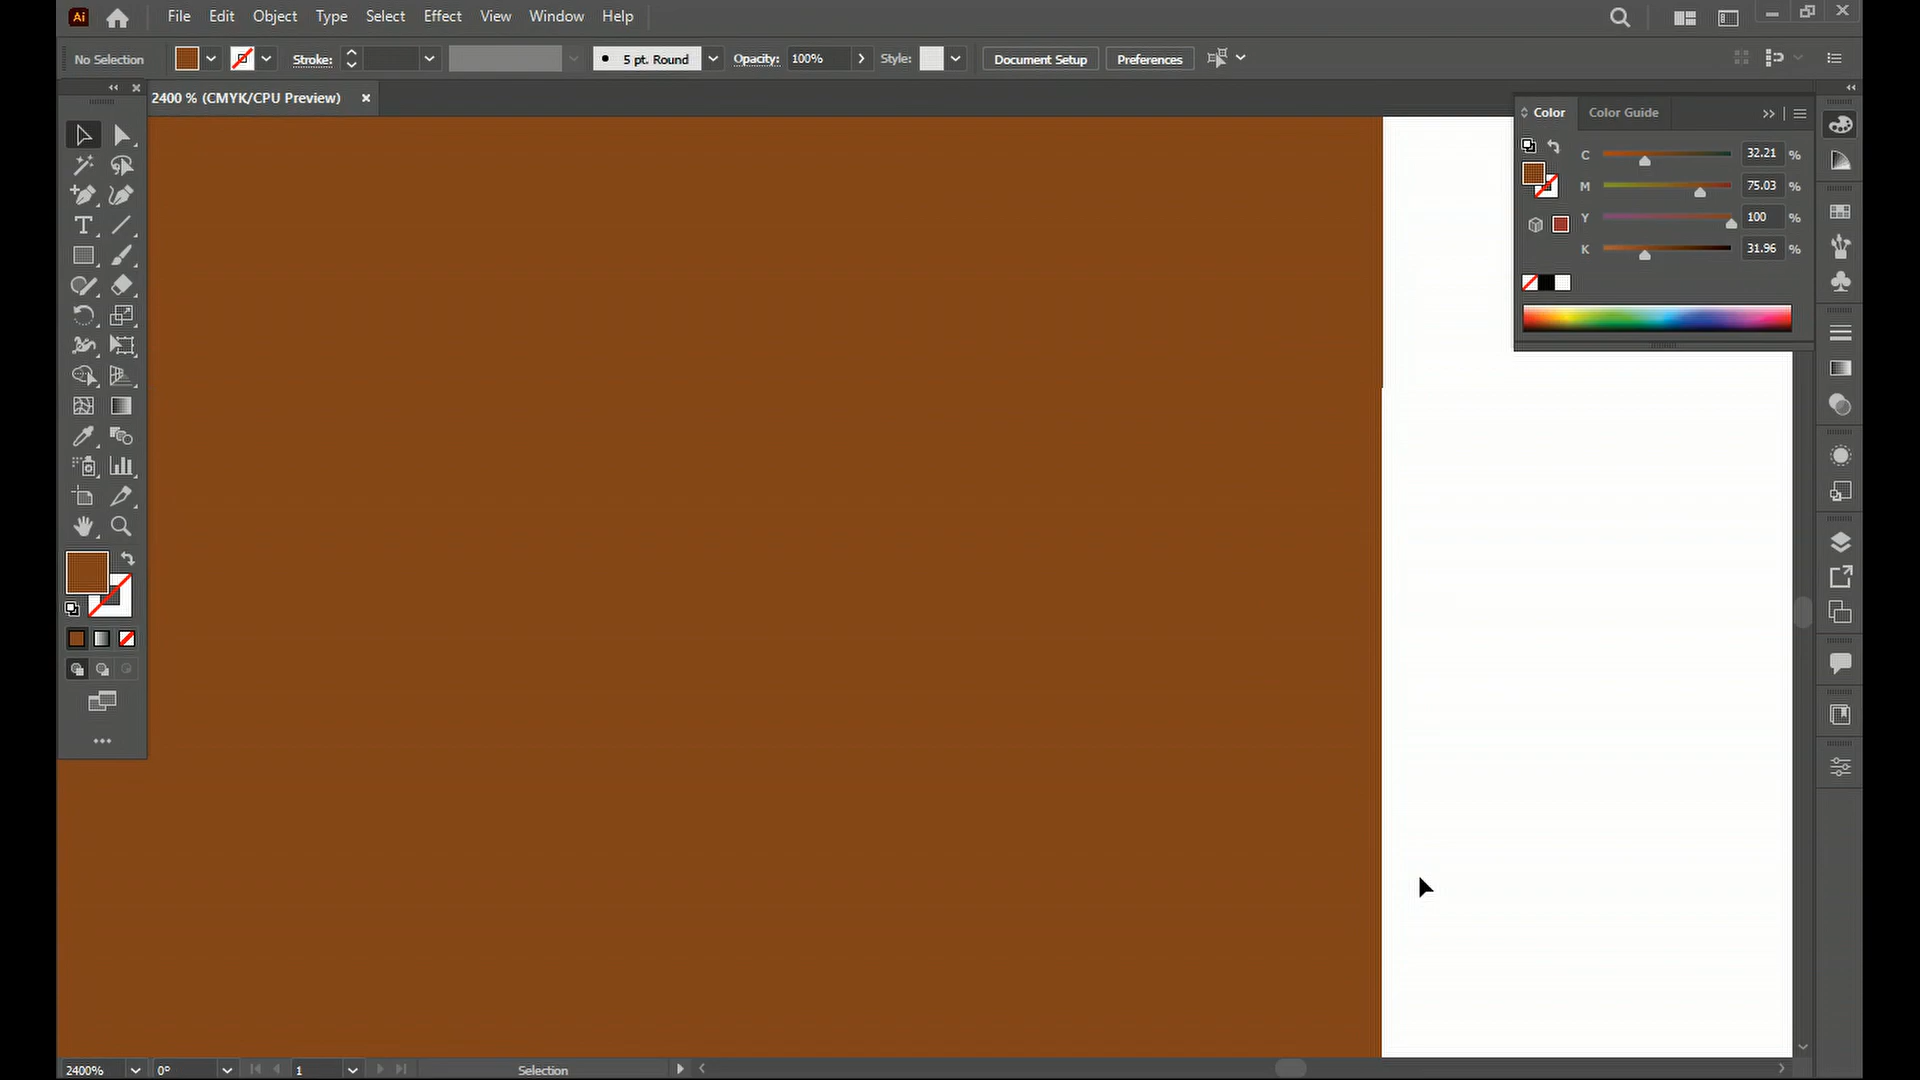 Ai File Edit Object Type Select Effect View Window Help
No Selection Stroke: 5 pt. Round Opacity: 100% Style: Document Setup Preferences
2400 % (CMYK/CPU Preview)
Color Color Guide
C 32.21 %
M 75.03 %
Y 100 %
K 31.96 %
T
2400% 0° 1 Selection